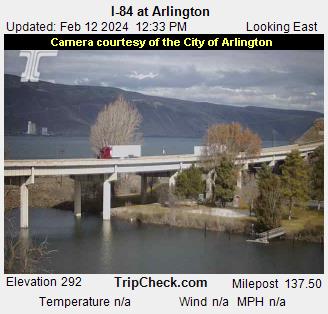 I-84 at Arlington
Updated: Feb 12 2024 12:33 PM Looking East
Camera courtesy of the City of Arlington
Elevation 292 TripCheck.com Milepost 137.50
Temperature n/a Wind n/a MPH n/a